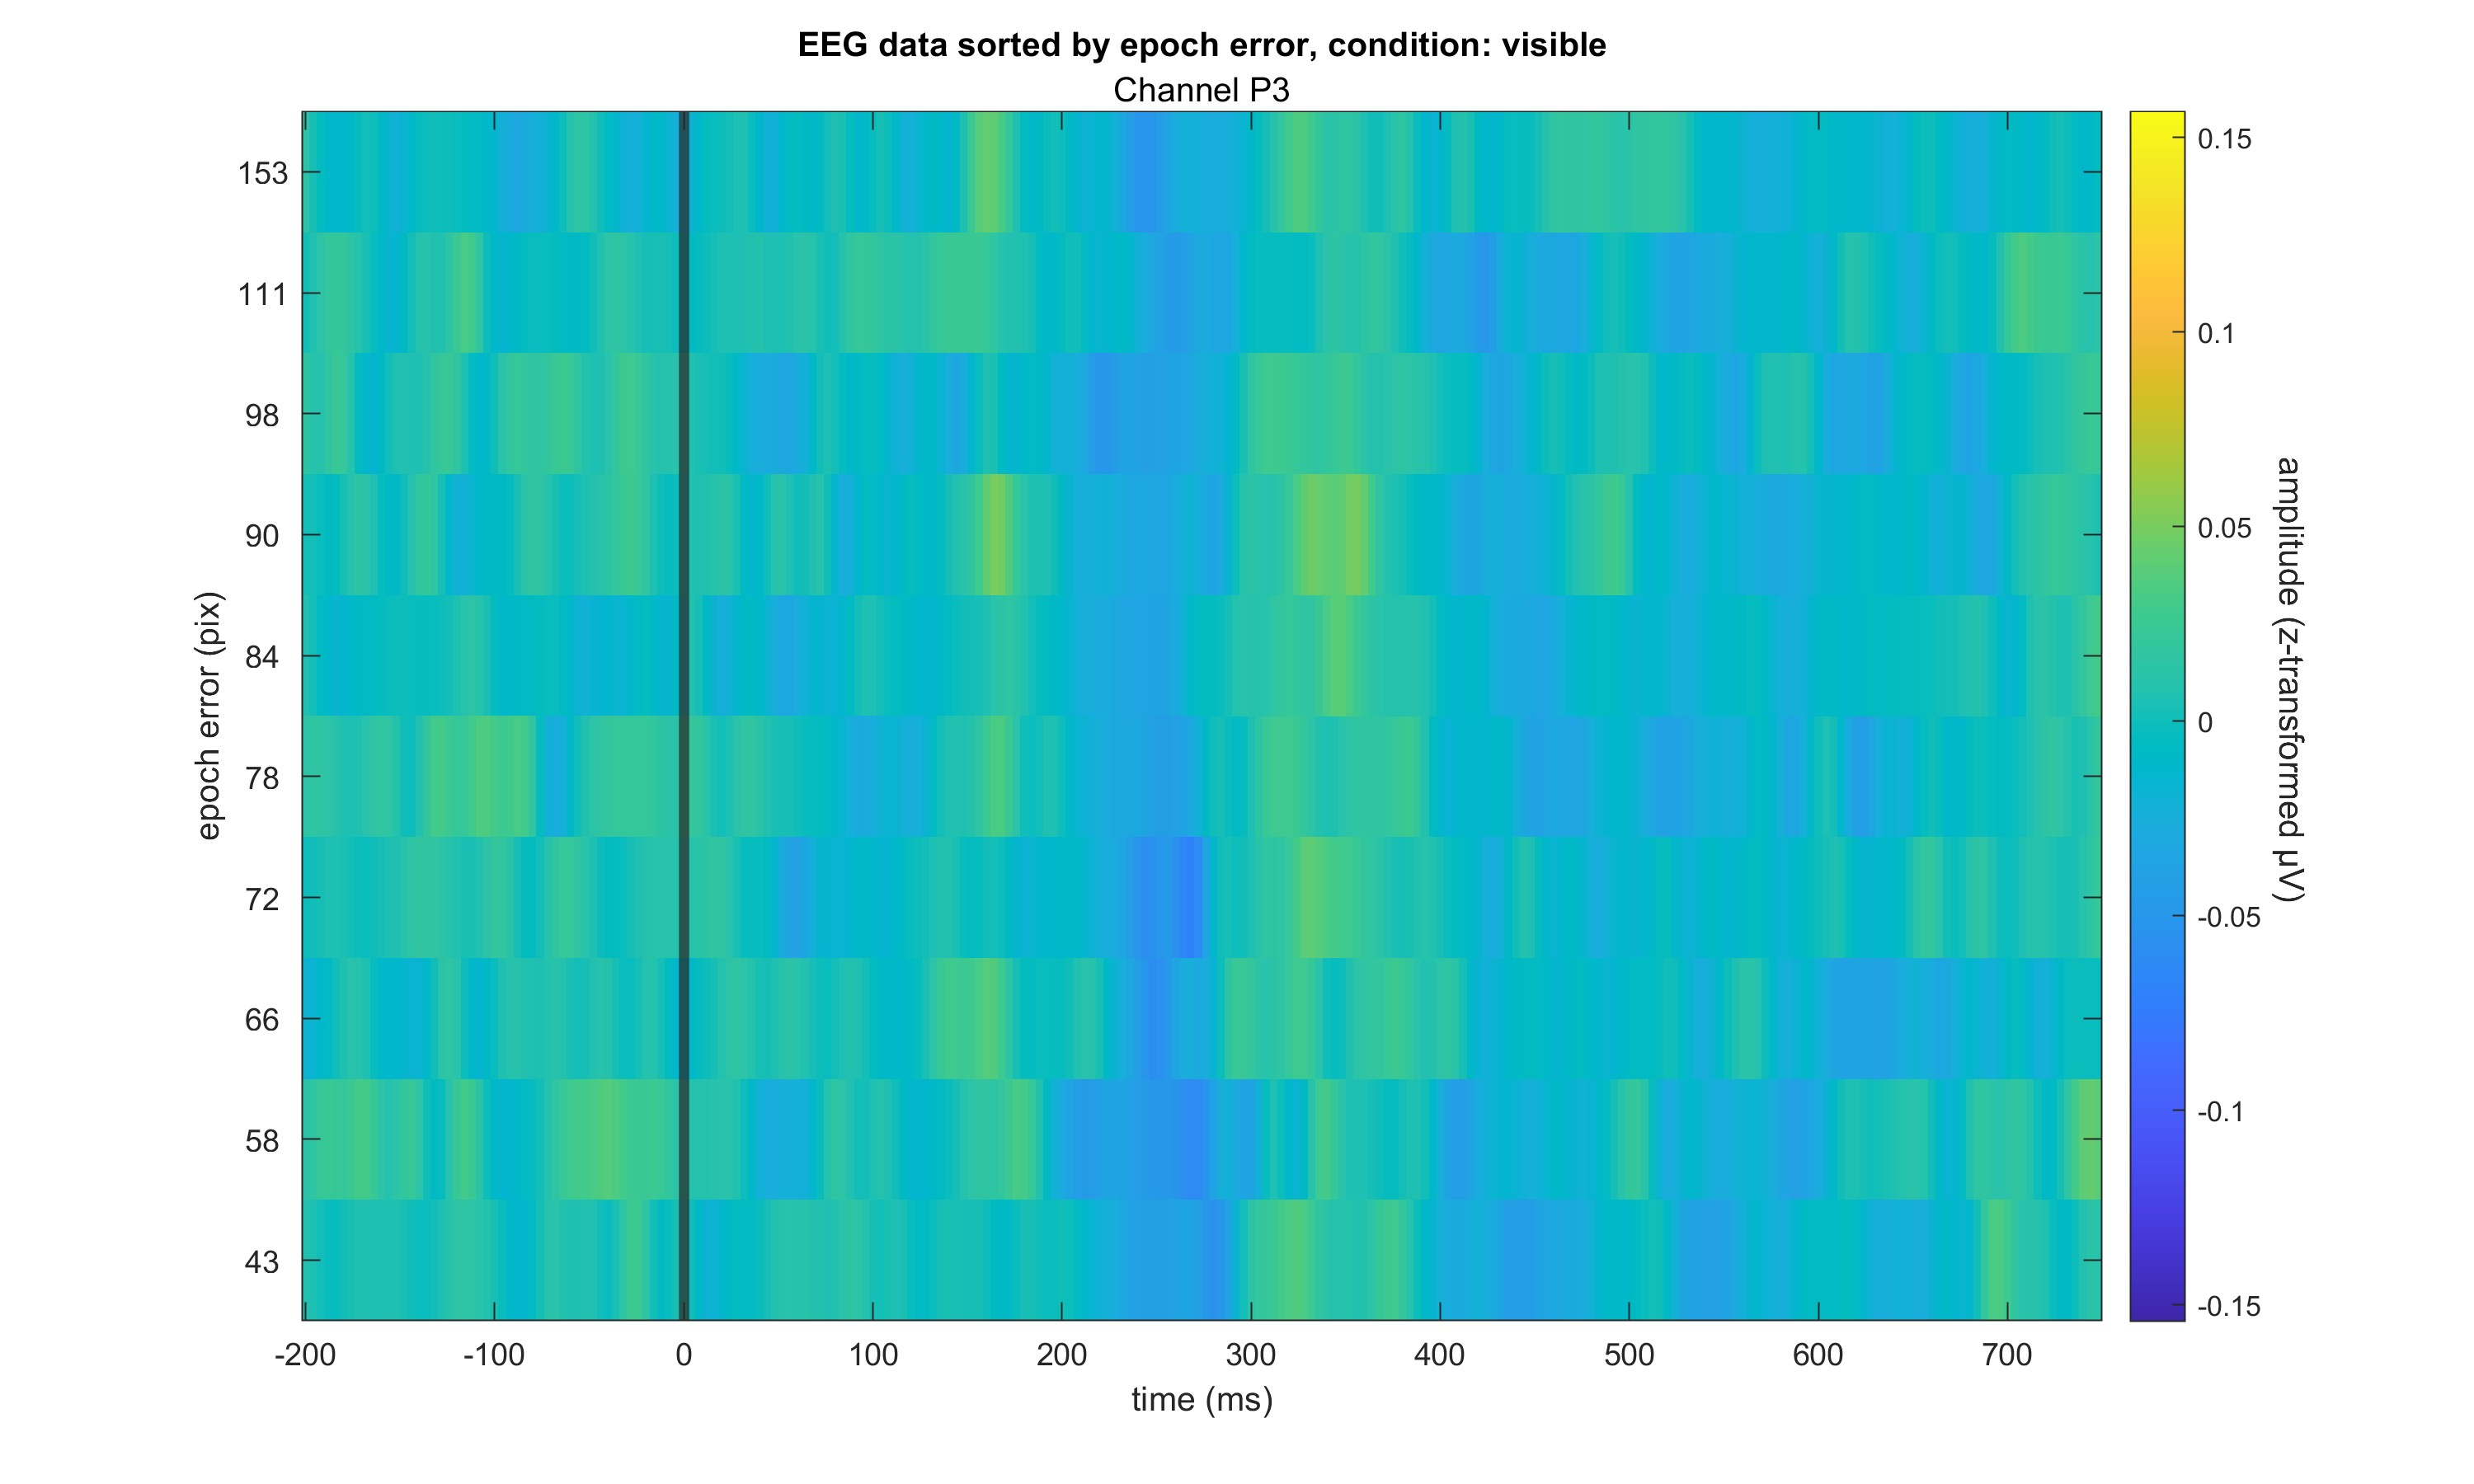 EEG data sorted by epoch error, condition: visible
Channel P3
epoch error (pix)
153
111
98
90
84
78
72
66
58
43
-200 -100 0 100 200 300 400 500 600 700
time (ms)
0.15
0.1
0.05
0
-0.05
-0.1
-0.15
amplitude (z-transformed µV)